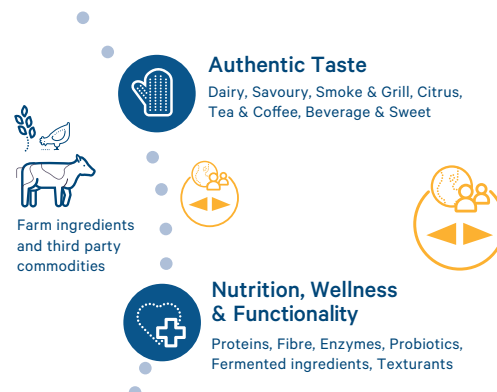 Authentic Taste
Dairy, Savoury, Smoke & Grill, Citrus,
Tea & Coffee, Beverage & Sweet
Farm ingredients
and third party
commodities
Nutrition, Wellness
& Functionality
Proteins, Fibre, Enzymes, Probiotics,
Fermented ingredients, Texturants